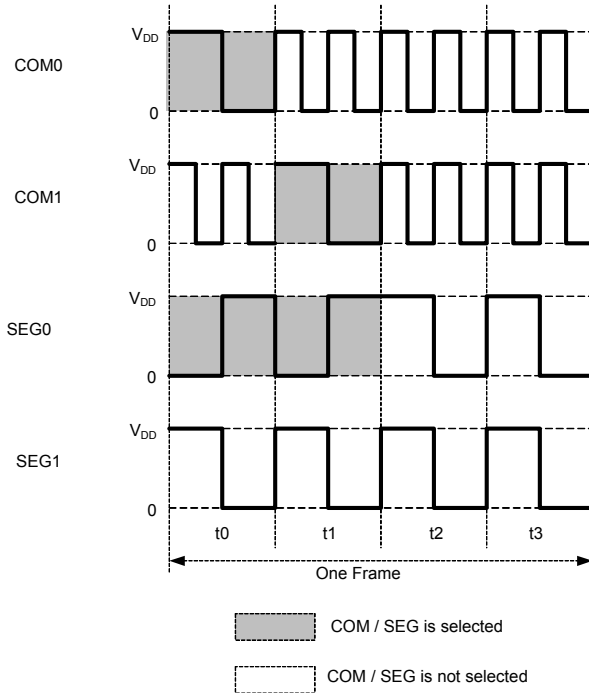 V_DD
COM0
0
V_DD
COM1
0
V_DD
SEG0
0
V_DD
SEG1
0
t0 t1 t2 t3
One Frame
COM / SEG is selected
COM / SEG is not selected